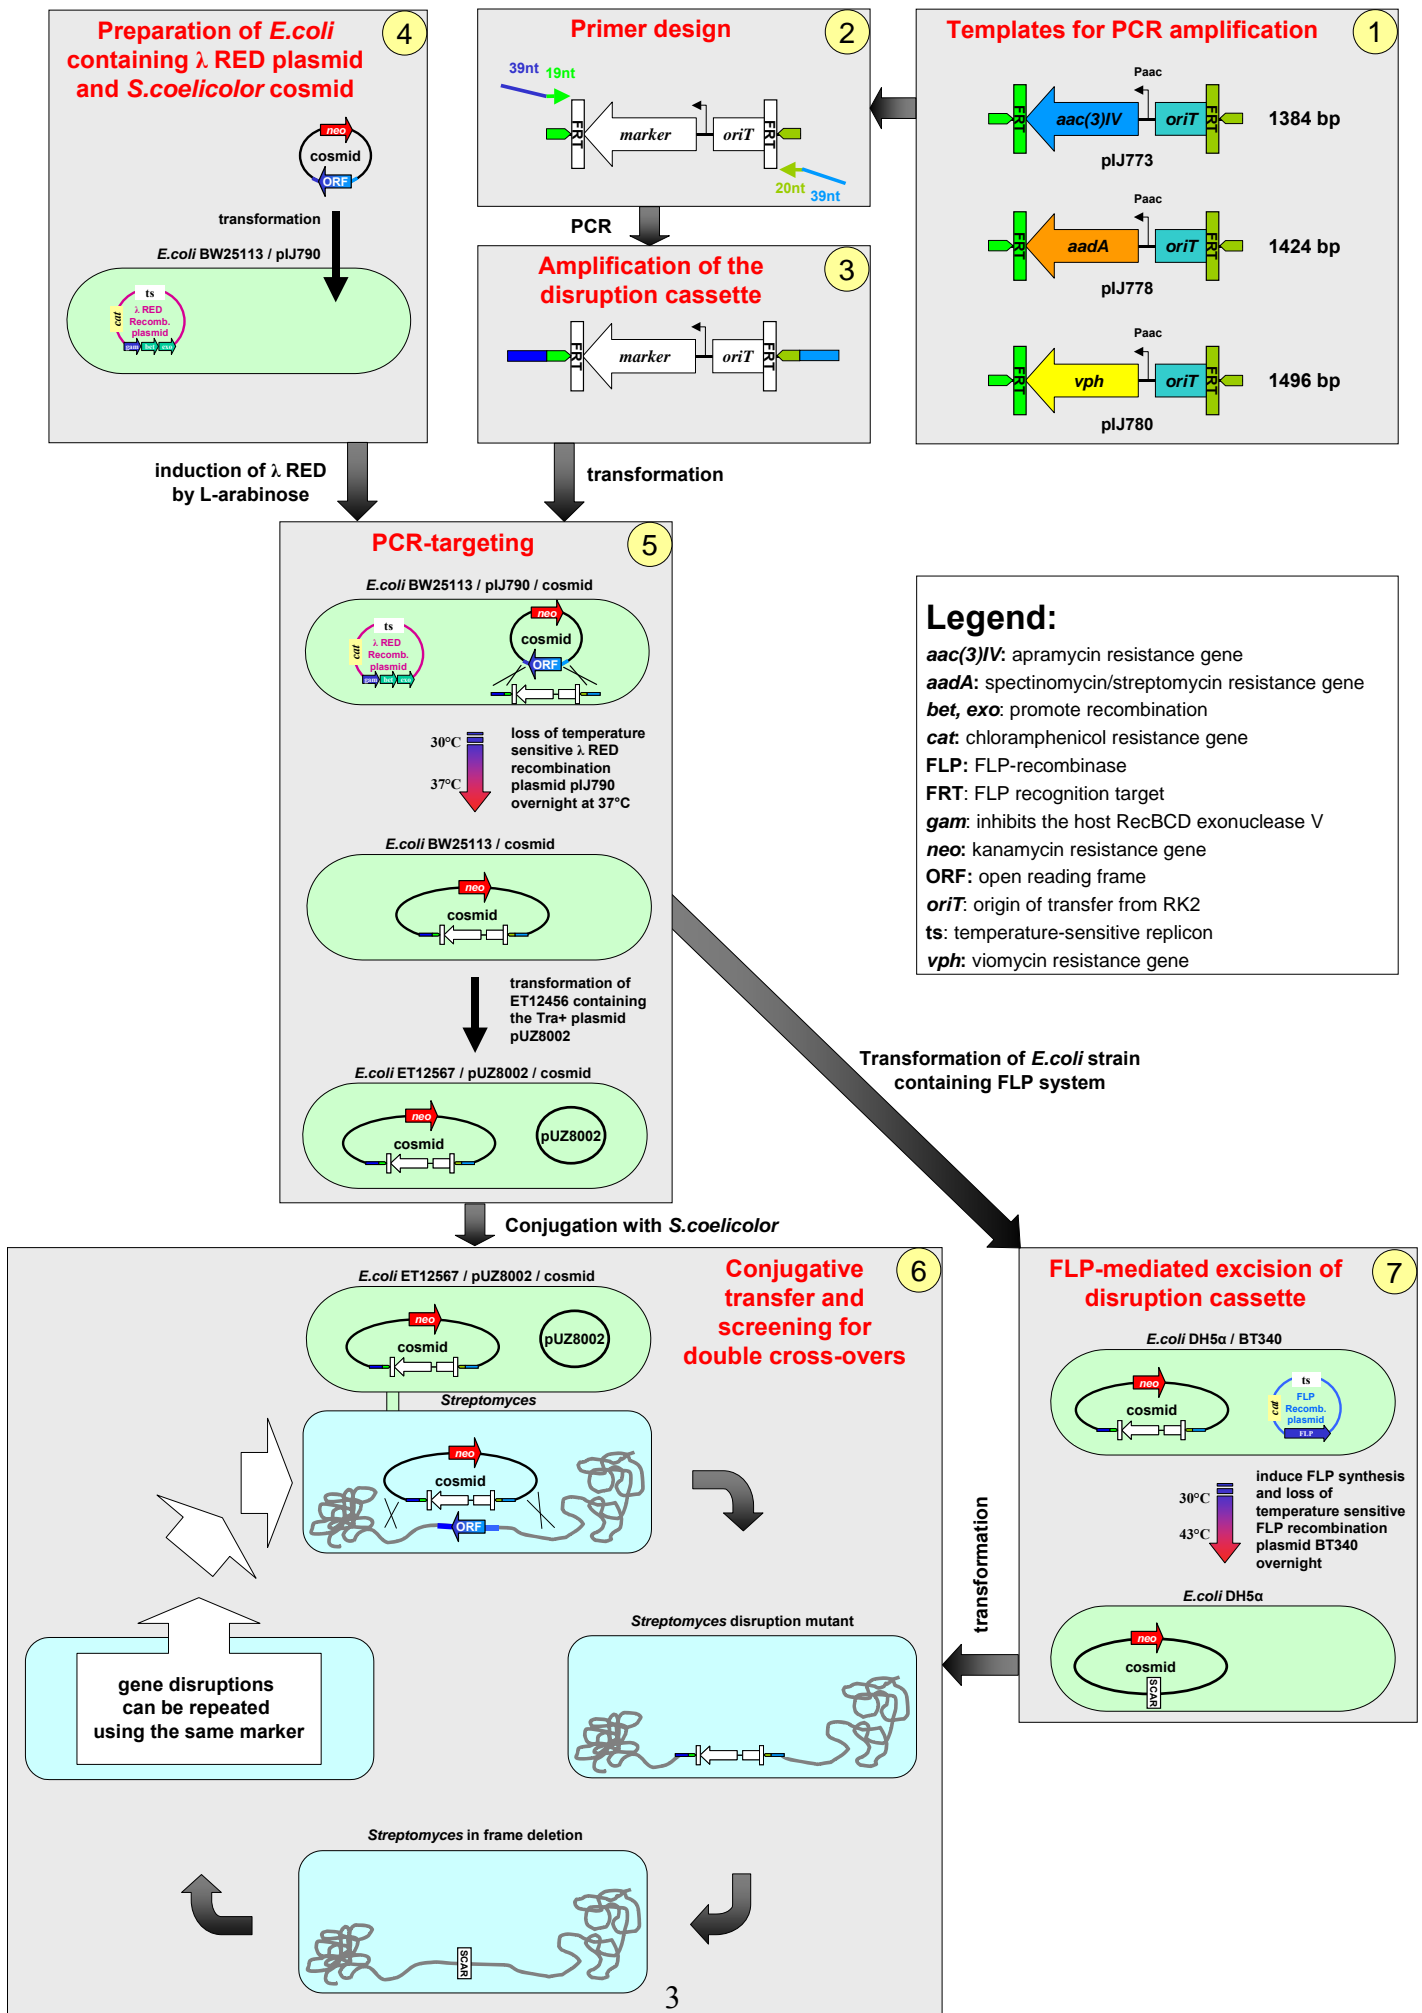 Preparation of E.coli
containing λ RED plasmid
and S.coelicolor cosmid
4
neo
cosmid
ORF
transformation
E.coli BW25113 / pIJ790
ts
cat
λ RED
Recomb.
plasmid
gam bet exo
Primer design
2
39nt
19nt
FRT
marker
oriT
FRT
20nt
39nt
PCR
Amplification of the
disruption cassette
3
FRT
marker
oriT
FRT
Templates for PCR amplification
1
Paac
FRT
aac(3)IV
oriT
FRT
1384 bp
pIJ773
Paac
FRT
aadA
oriT
FRT
1424 bp
pIJ778
Paac
FRT
vph
oriT
FRT
1496 bp
pIJ780
induction of λ RED
by L-arabinose
transformation
PCR-targeting
5
E.coli BW25113 / pIJ790 / cosmid
ts
cat
λ RED
Recomb.
plasmid
gam bet exo
neo
cosmid
ORF
30°C
37°C
loss of temperature
sensitive λ RED
recombination
plasmid pIJ790
overnight at 37°C
E.coli BW25113 / cosmid
neo
cosmid
transformation of
ET12456 containing
the Tra+ plasmid
pUZ8002
E.coli ET12567 / pUZ8002 / cosmid
neo
cosmid
pUZ8002
Legend:
aac(3)IV: apramycin resistance gene
aadA: spectinomycin/streptomycin resistance gene
bet, exo: promote recombination
cat: chloramphenicol resistance gene
FLP: FLP-recombinase
FRT: FLP recognition target
gam: inhibits the host RecBCD exonuclease V
neo: kanamycin resistance gene
ORF: open reading frame
oriT: origin of transfer from RK2
ts: temperature-sensitive replicon
vph: viomycin resistance gene
Transformation of E.coli strain
containing FLP system
Conjugation with S.coelicolor
Conjugative
transfer and
screening for
double cross-overs
6
E.coli ET12567 / pUZ8002 / cosmid
neo
cosmid
pUZ8002
Streptomyces
neo
cosmid
ORF
Streptomyces disruption mutant
gene disruptions
can be repeated
using the same marker
Streptomyces in frame deletion
SCAR
transformation
FLP-mediated excision of
disruption cassette
7
E.coli DH5α / BT340
neo
cosmid
ts
cat
FLP
Recomb.
plasmid
FLP
30°C
43°C
induce FLP synthesis
and loss of
temperature sensitive
FLP recombination
plasmid BT340
overnight
E.coli DH5α
neo
cosmid
SCAR
3